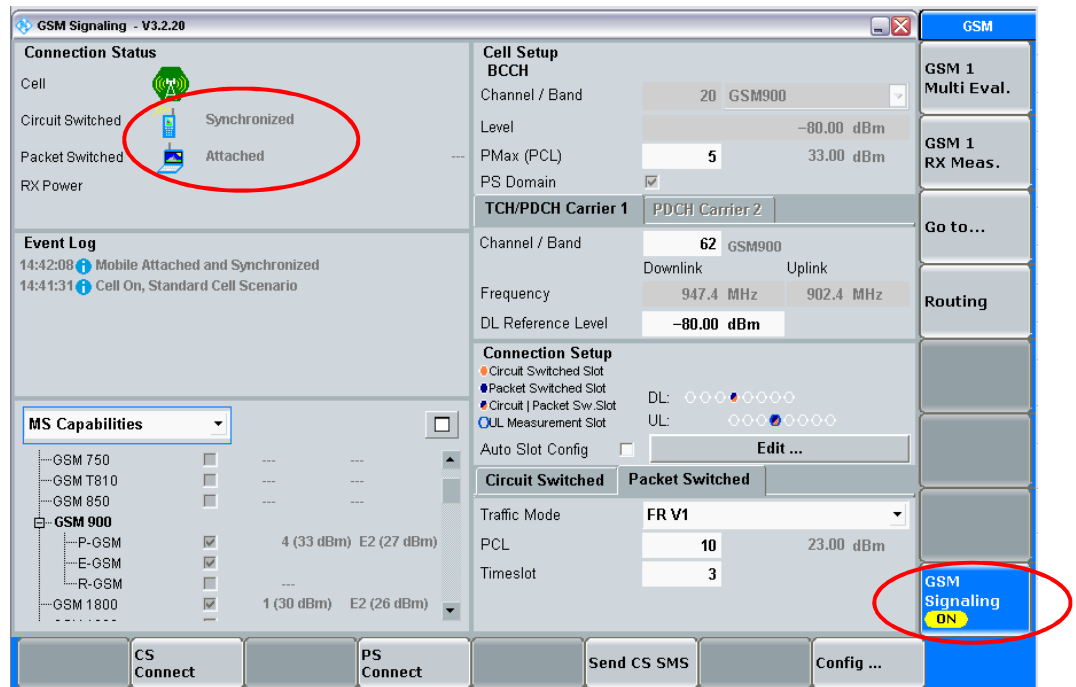 GSM Signaling - V3.2.20
GSM
Connection Status
Cell
Circuit Switched Synchronized
Packet Switched Attached ---
RX Power
Event Log
14:42:08 Mobile Attached and Synchronized
14:41:31 Cell On, Standard Cell Scenario
MS Capabilities
GSM 750 --- ---
GSM T810 --- ---
GSM 850 --- ---
GSM 900
P-GSM 4 (33 dBm) E2 (27 dBm)
E-GSM
R-GSM ---
GSM 1800 1 (30 dBm) E2 (26 dBm)
Cell Setup
BCCH
Channel / Band 20 GSM900
Level -80.00 dBm
PMax (PCL) 5 33.00 dBm
PS Domain
TCH/PDCH Carrier 1 PDCH Carrier 2
Channel / Band 62 GSM900
Downlink Uplink
Frequency 947.4 MHz 902.4 MHz
DL Reference Level -80.00 dBm
Connection Setup
Circuit Switched Slot
Packet Switched Slot
Circuit | Packet Sw.Slot
UL Measurement Slot
DL:
UL:
Auto Slot Config Edit ...
Circuit Switched Packet Switched
Traffic Mode FR V1
PCL 10 23.00 dBm
Timeslot 3
GSM 1
Multi Eval.
GSM 1
RX Meas.
Go to...
Routing
GSM
Signaling
ON
CS
Connect
PS
Connect
Send CS SMS
Config ...